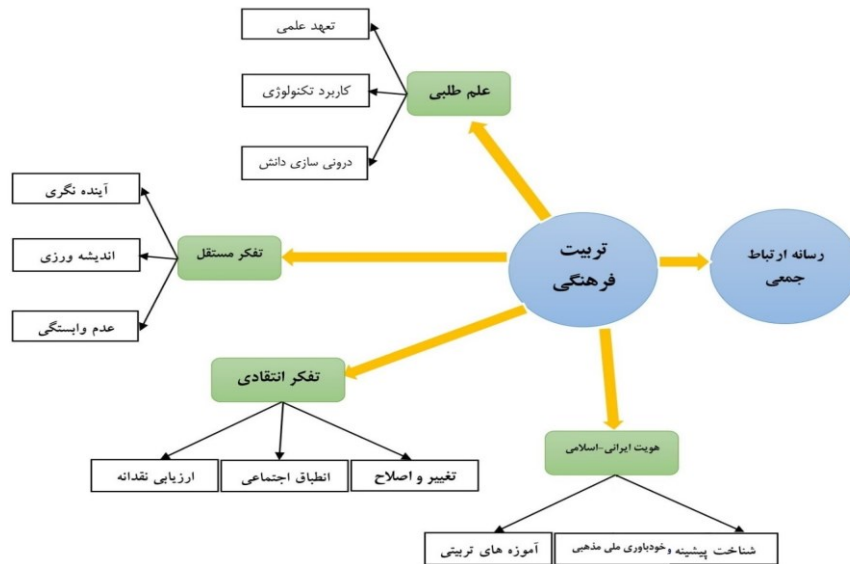 تعهد علمی
کاربرد تکنولوژی
درونی سازی دانش
علم طلبی
آینده نگری
اندیشه ورزی
عدم وابستگی
تفکر مستقل
تربیت
فرهنگی
رسانه ارتباط
جمعی
تفکر انتقادی
تغییر و اصلاح
انطباق اجتماعی
ارزیابی نقدانه
هویت ایرانی-اسلامی
شناخت پیشینه و
خودباوری ملی مذهبی
آموزه های تربیتی